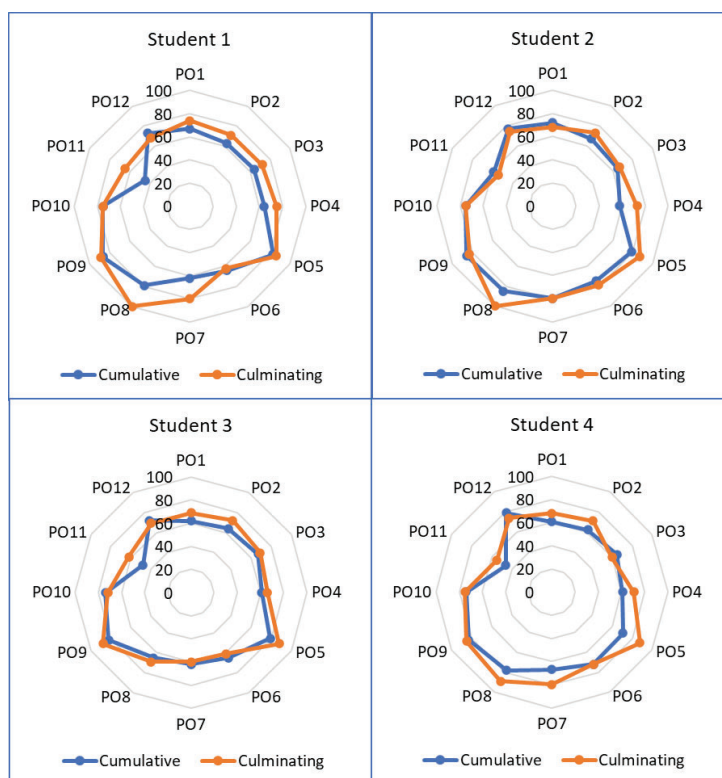 Student 1
PO1
PO2
PO3
PO4
PO5
PO6
PO7
PO8
PO9
PO10
PO11
PO12
100
80
60
40
20
0
Cumulative Culminating
Student 2
PO1
PO2
PO3
PO4
PO5
PO6
PO7
PO8
PO9
PO10
PO11
PO12
100
80
60
40
20
0
Cumulative Culminating
Student 3
PO1
PO2
PO3
PO4
PO5
PO6
PO7
PO8
PO9
PO10
PO11
PO12
100
80
60
40
20
0
Cumulative Culminating
Student 4
PO1
PO2
PO3
PO4
PO5
PO6
PO7
PO8
PO9
PO10
PO11
PO12
100
80
60
40
20
0
Cumulative Culminating